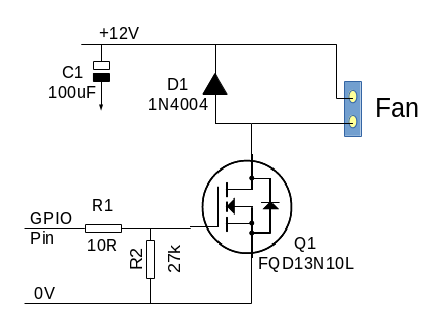 +12V
C1
100uF
D1
1N4004
Fan
GPIO
Pin
R1
10R
R2
27k
Q1
FQD13N10L
0V